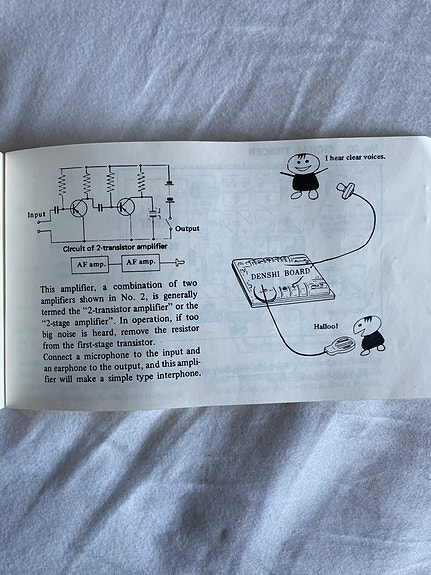 I hear clear voices.
Input
Output
Circuit of 2-transistor amplifier
AF amp. AF amp.
DENSHI BOARD
This amplifier, a combination of two
amplifiers shown in No. 2, is generally
termed the “2-transistor amplifier” or the
“2-stage amplifier”. In operation, if too
big noise is heard, remove the resistor
from the first-stage transistor.
Connect a microphone to the input and
an earphone to the output, and this ampli-
fier will make a simple type interphone.
Halloo!